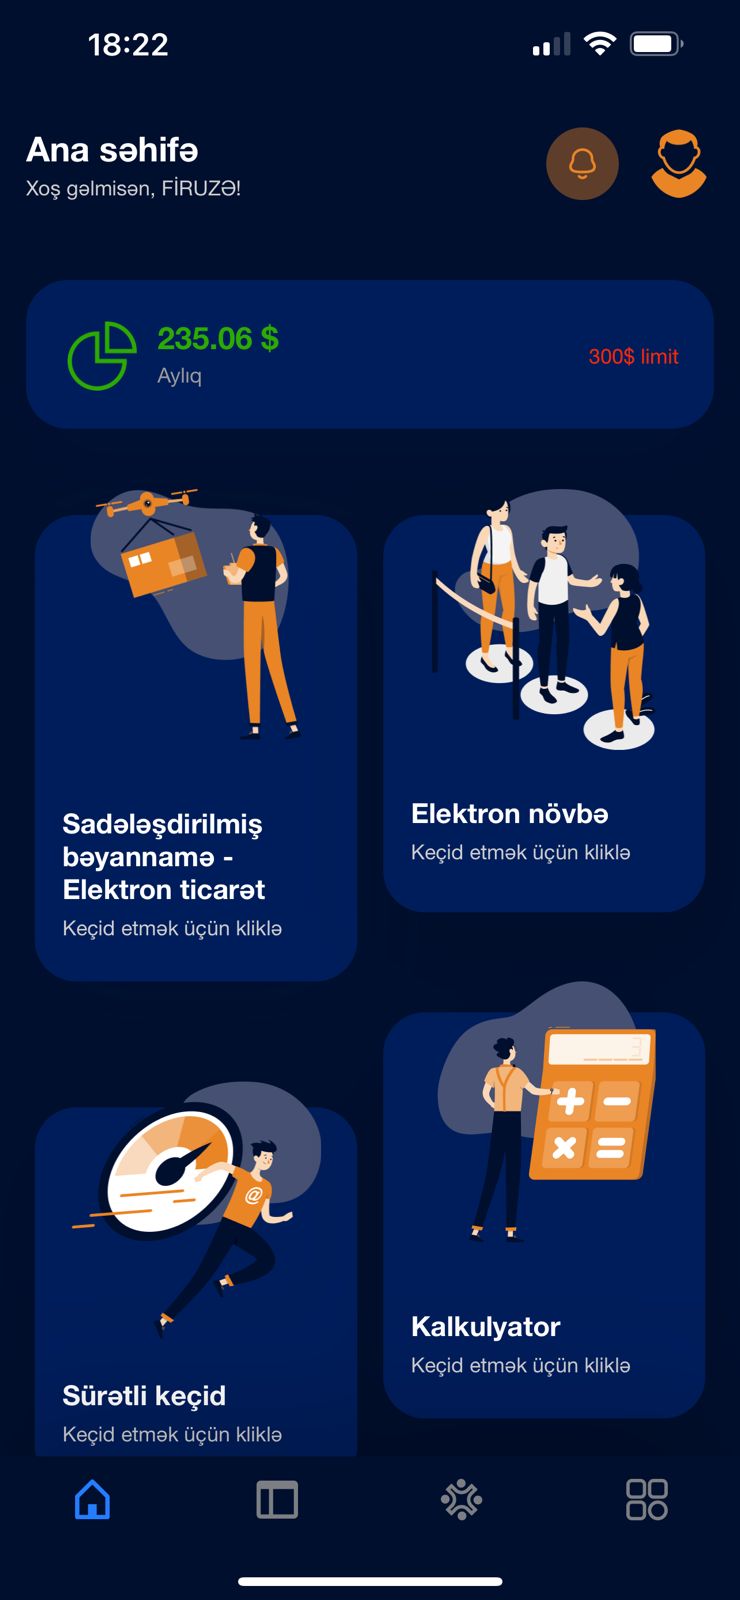 18:22
Ana səhifə
Xoş gəlmisən, FİRUZƏ!
235.06 $
Aylıq
300$ limit
Sadələşdirilmiş
bəyannamə -
Elektron ticarət
Keçid etmək üçün kliklə
Elektron növbə
Keçid etmək üçün kliklə
@
Sürətli keçid
Keçid etmək üçün kliklə
Kalkulyator
Keçid etmək üçün kliklə